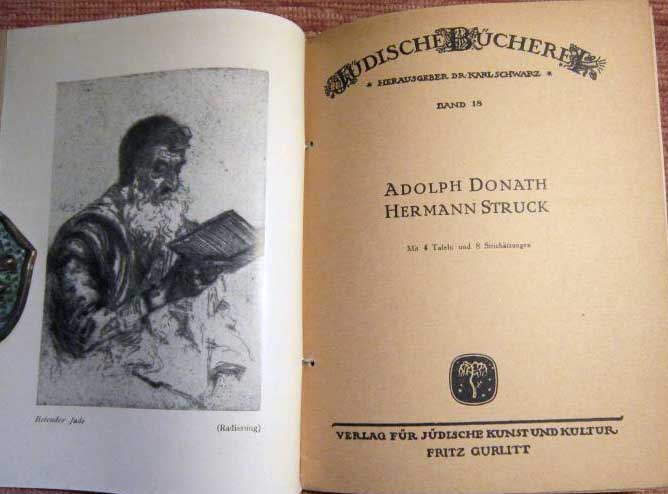 Betender Jude
(Radierung)
JÜDISCHE BÜCHEREI
* HERAUSGEBER DR. KARL SCHWARZ *
BAND 18
ADOLPH DONATH
HERMANN STRUCK
Mit 4 Tafeln und 8 Strichätzungen
VERLAG FÜR JÜDISCHE KUNST UND KULTUR
FRITZ GURLITT